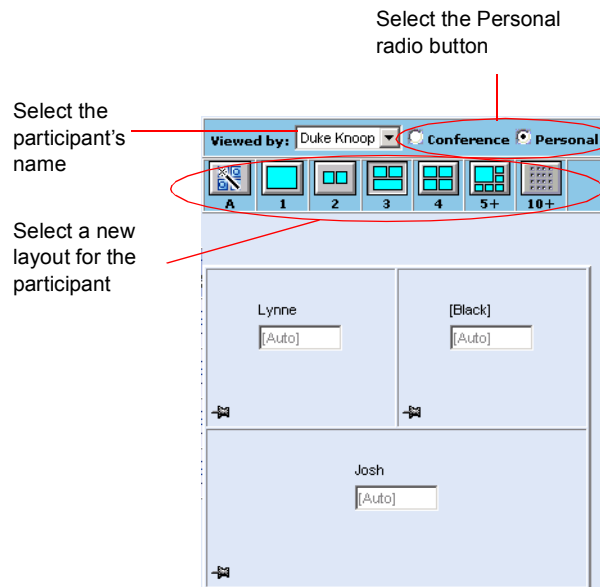 Select the Personal
radio button
Select the
participant's
name
Viewed by: Duke Knoop Conference Personal
A 1 2 3 4 5+ 10+
Select a new
layout for the
participant
Lynne [Black]
[Auto] [Auto]
Josh
[Auto]